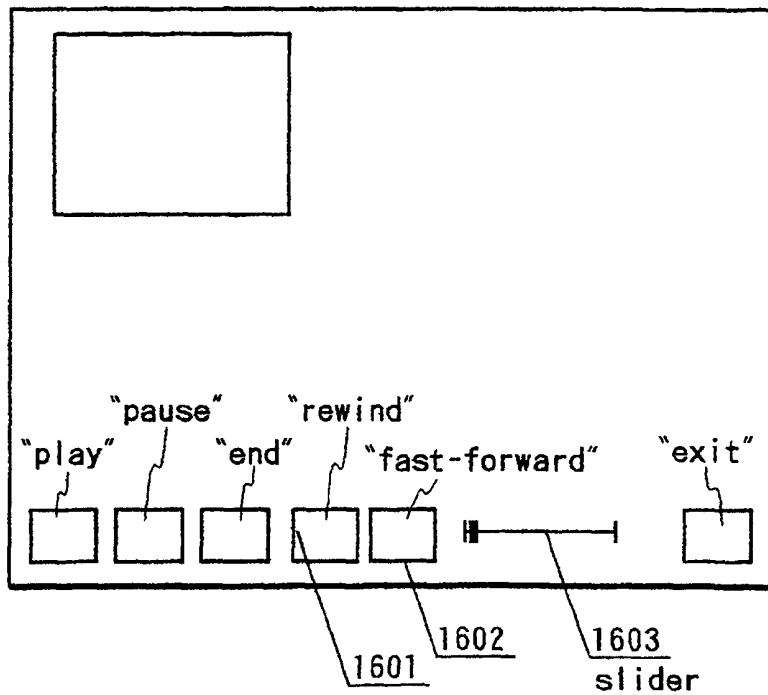 "pause" "rewind"
"play" "end" "fast-forward" "exit"
1601 1602 1603
slider